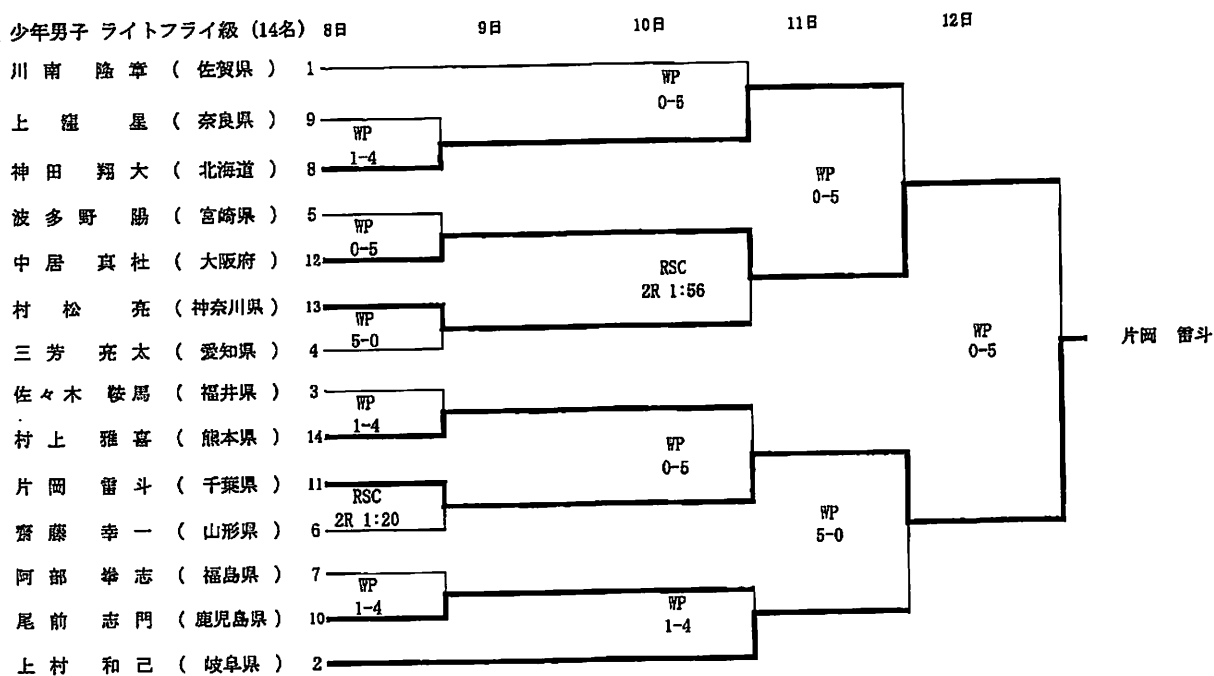 少年男子 ライトフライ級 (14名) 8日 9日 10日 11日 12日
川南 隆章 ( 佐賀県 ) 1
WP
0-5
上窪 星 ( 奈良県 ) 9
WP
1-4
神田 翔大 ( 北海道 ) 8
WP
0-5
波多野 陽 ( 宮崎県 ) 5
WP
0-5
中居 真社 ( 大阪府 ) 12
RSC
2R 1:56
村松 亮 ( 神奈川県 ) 13
WP
5-0
三芳 亮太 ( 愛知県 ) 4
WP
0-5
片岡 雷斗
佐々木 鞍馬 ( 福井県 ) 3
WP
1-4
村上 雅喜 ( 熊本県 ) 14
WP
0-5
片岡 雷斗 ( 千葉県 ) 11
RSC
2R 1:20
齋藤 幸一 ( 山形県 ) 6
WP
5-0
阿部 拳志 ( 福島県 ) 7
WP
1-4
尾前 志門 ( 鹿児島県 ) 10
WP
1-4
上村 和己 ( 岐阜県 ) 2